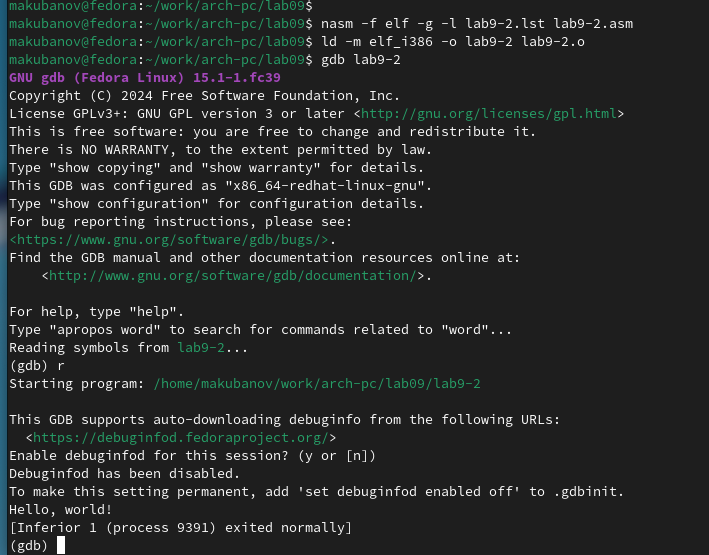 makubanov@fedora:~/work/arch-pc/lab09$
makubanov@fedora:~/work/arch-pc/lab09$ nasm -f elf -g -l lab9-2.lst lab9-2.asm
makubanov@fedora:~/work/arch-pc/lab09$ ld -m elf_i386 -o lab9-2 lab9-2.o
makubanov@fedora:~/work/arch-pc/lab09$ gdb lab9-2
GNU gdb (Fedora Linux) 15.1-1.fc39
Copyright (C) 2024 Free Software Foundation, Inc.
License GPLv3+: GNU GPL version 3 or later <http://gnu.org/licenses/gpl.html>
This is free software: you are free to change and redistribute it.
There is NO WARRANTY, to the extent permitted by law.
Type "show copying" and "show warranty" for details.
This GDB was configured as "x86_64-redhat-linux-gnu".
Type "show configuration" for configuration details.
For bug reporting instructions, please see:
<https://www.gnu.org/software/gdb/bugs/>.
Find the GDB manual and other documentation resources online at:
    <http://www.gnu.org/software/gdb/documentation/>.

For help, type "help".
Type "apropos word" to search for commands related to "word"...
Reading symbols from lab9-2...
(gdb) r
Starting program: /home/makubanov/work/arch-pc/lab09/lab9-2

This GDB supports auto-downloading debuginfo from the following URLs:
  <https://debuginfod.fedoraproject.org/>
Enable debuginfod for this session? (y or [n])
Debuginfod has been disabled.
To make this setting permanent, add 'set debuginfod enabled off' to .gdbinit.
Hello, world!
[Inferior 1 (process 9391) exited normally]
(gdb)